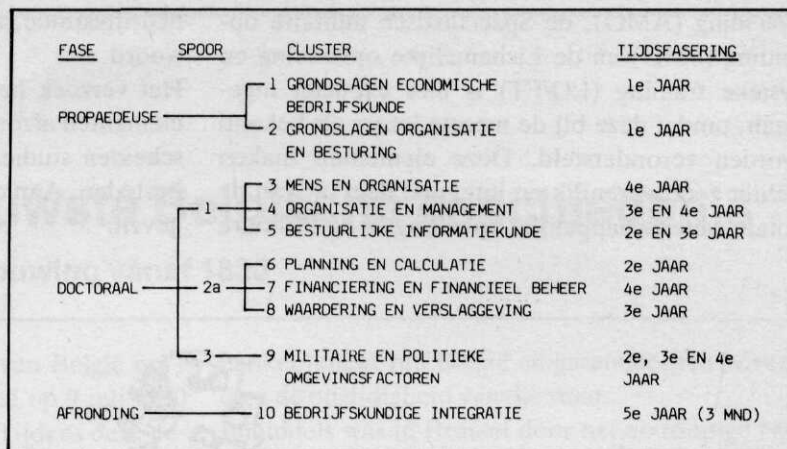 FASE SPOOR CLUSTER TIJDSFASERING
1 GRONDSLAGEN ECONOMISCHE 1e JAAR
BEDRIJFSKUNDE
PROPAEDEUSE
2 GRONDSLAGEN ORGANISATIE 1e JAAR
EN BESTURING
3 MENS EN ORGANISATIE 4e JAAR
1 4 ORGANISATIE EN MANAGEMENT 3e EN 4e JAAR
5 BESTUURLIJKE INFORMATIEKUNDE 2e EN 3e JAAR
6 PLANNING EN CALCULATIE 2e JAAR
DOCTORAAL 2a 7 FINANCIERING EN FINANCIEEL BEHEER 4e JAAR
8 WAARDERING EN VERSLAGGEVING 3e JAAR
3 9 MILITAIRE EN POLITIEKE 2e, 3e EN 4e
OMGEVINGSFACTOREN JAAR
AFRONDING 10 BEDRIJFSKUNDIGE INTEGRATIE 5e JAAR (3 MND)